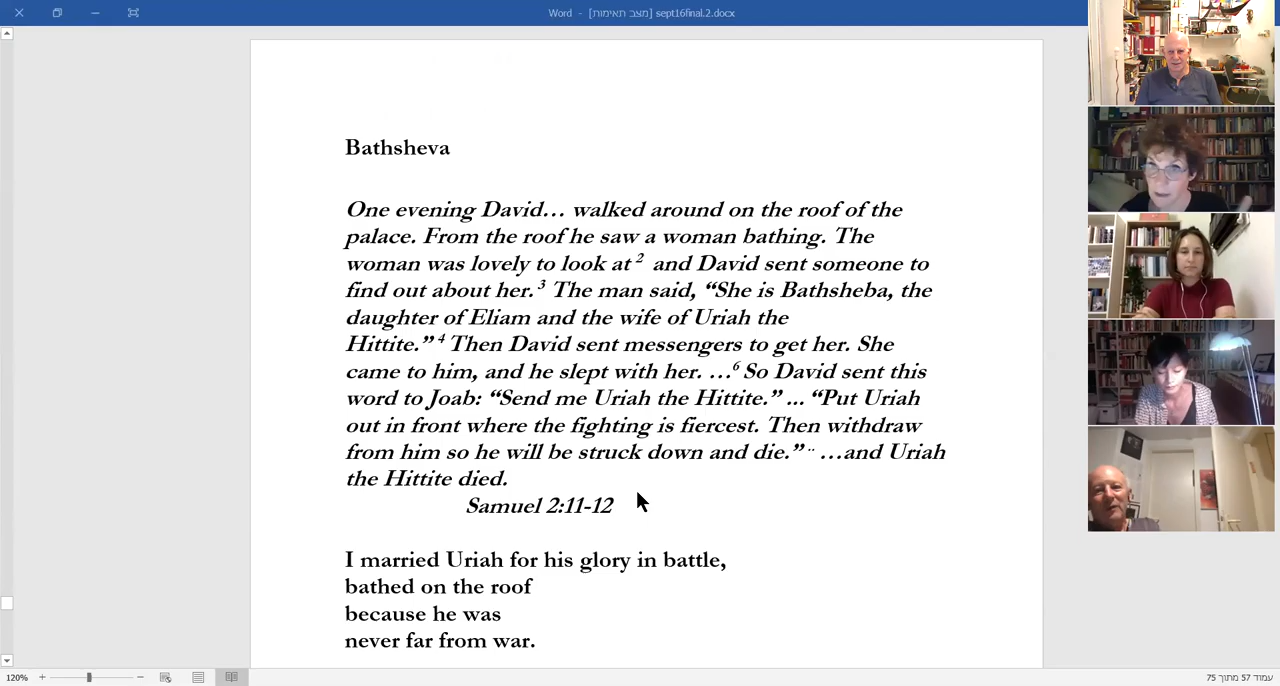 Word - [מצב תאימות] sept16final.2.docx
Bathsheva
One evening David… walked around on the roof of the
palace. From the roof he saw a woman bathing. The
woman was lovely to look at ² and David sent someone to
find out about her. ³ The man said, “She is Bathsheba, the
daughter of Eliam and the wife of Uriah the
Hittite.” ⁴ Then David sent messengers to get her. She
came to him, and he slept with her. …⁶ So David sent this
word to Joab: “Send me Uriah the Hittite.” ... “Put Uriah
out in front where the fighting is fiercest. Then withdraw
from him so he will be struck down and die.” ¨ …and Uriah
the Hittite died.
Samuel 2:11-12
I married Uriah for his glory in battle,
bathed on the roof
because he was
never far from war.
120%
עמוד 57 מתוך 75